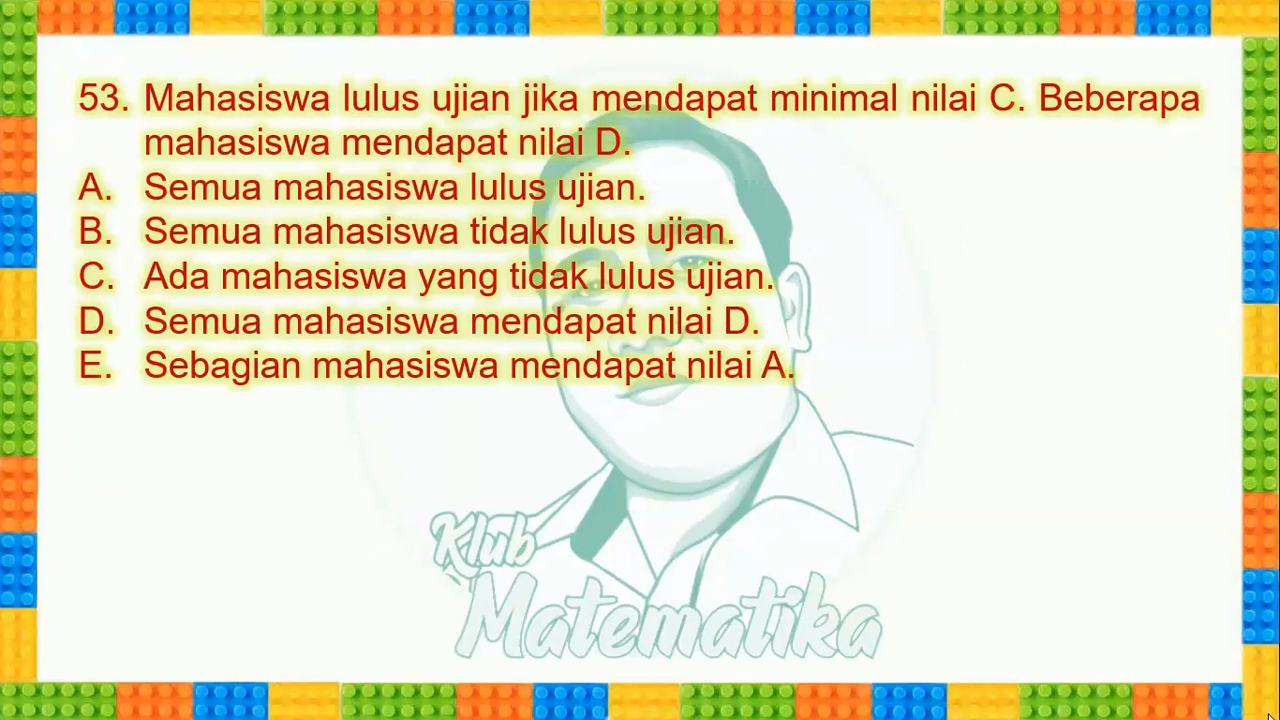 53. Mahasiswa lulus ujian jika mendapat minimal nilai C. Beberapa
mahasiswa mendapat nilai D.
A. Semua mahasiswa lulus ujian.
B. Semua mahasiswa tidak lulus ujian.
C. Ada mahasiswa yang tidak lulus ujian.
D. Semua mahasiswa mendapat nilai D.
E. Sebagian mahasiswa mendapat nilai A.
Klub
Matematika